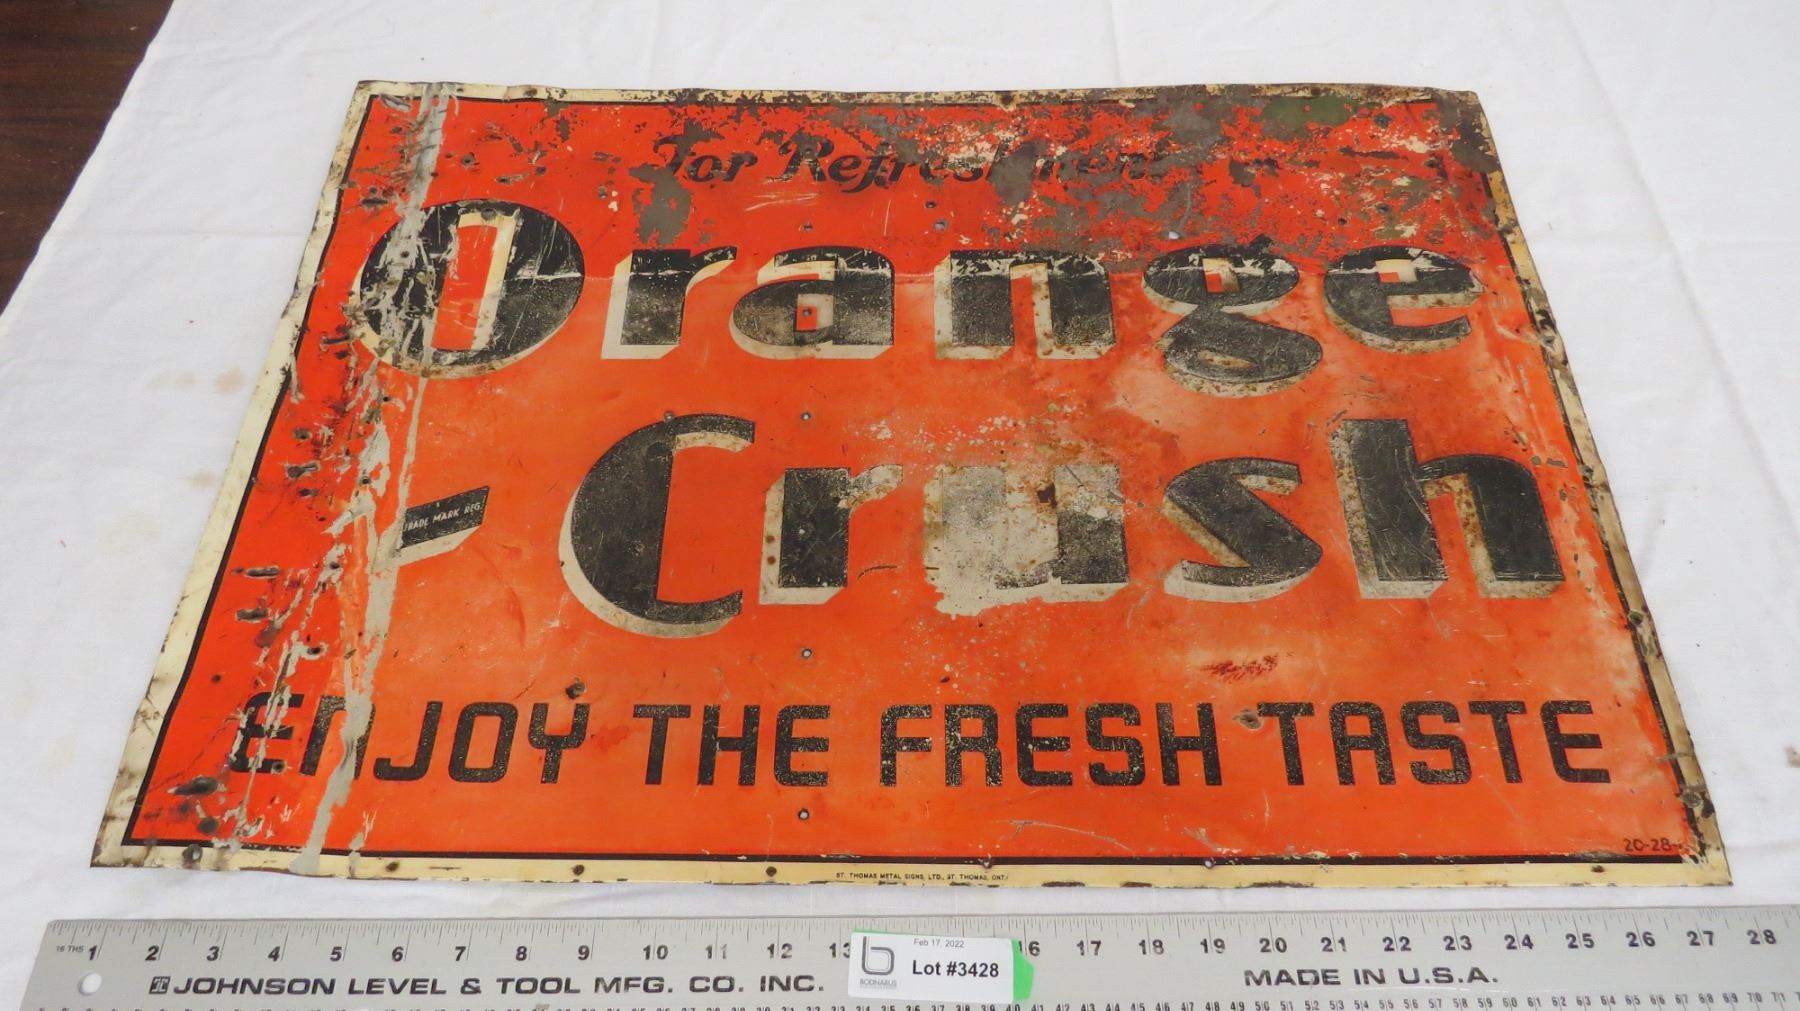 For Refreshment
Orange
- Crush
TRADE MARK REG.
ENJOY THE FRESH TASTE
20-28
ST. THOMAS METAL SIGNS, LTD., ST. THOMAS, ONT.
16 THS 1 2 3 4 5 6 7 8 9 10 11 12 13 16 17 18 19 20 21 22 23 24 25 26 27 28
Feb 17, 2022
Lot #3428
BODNARUS
JOHNSON LEVEL & TOOL MFG. CO. INC.
MADE IN U.S.A.